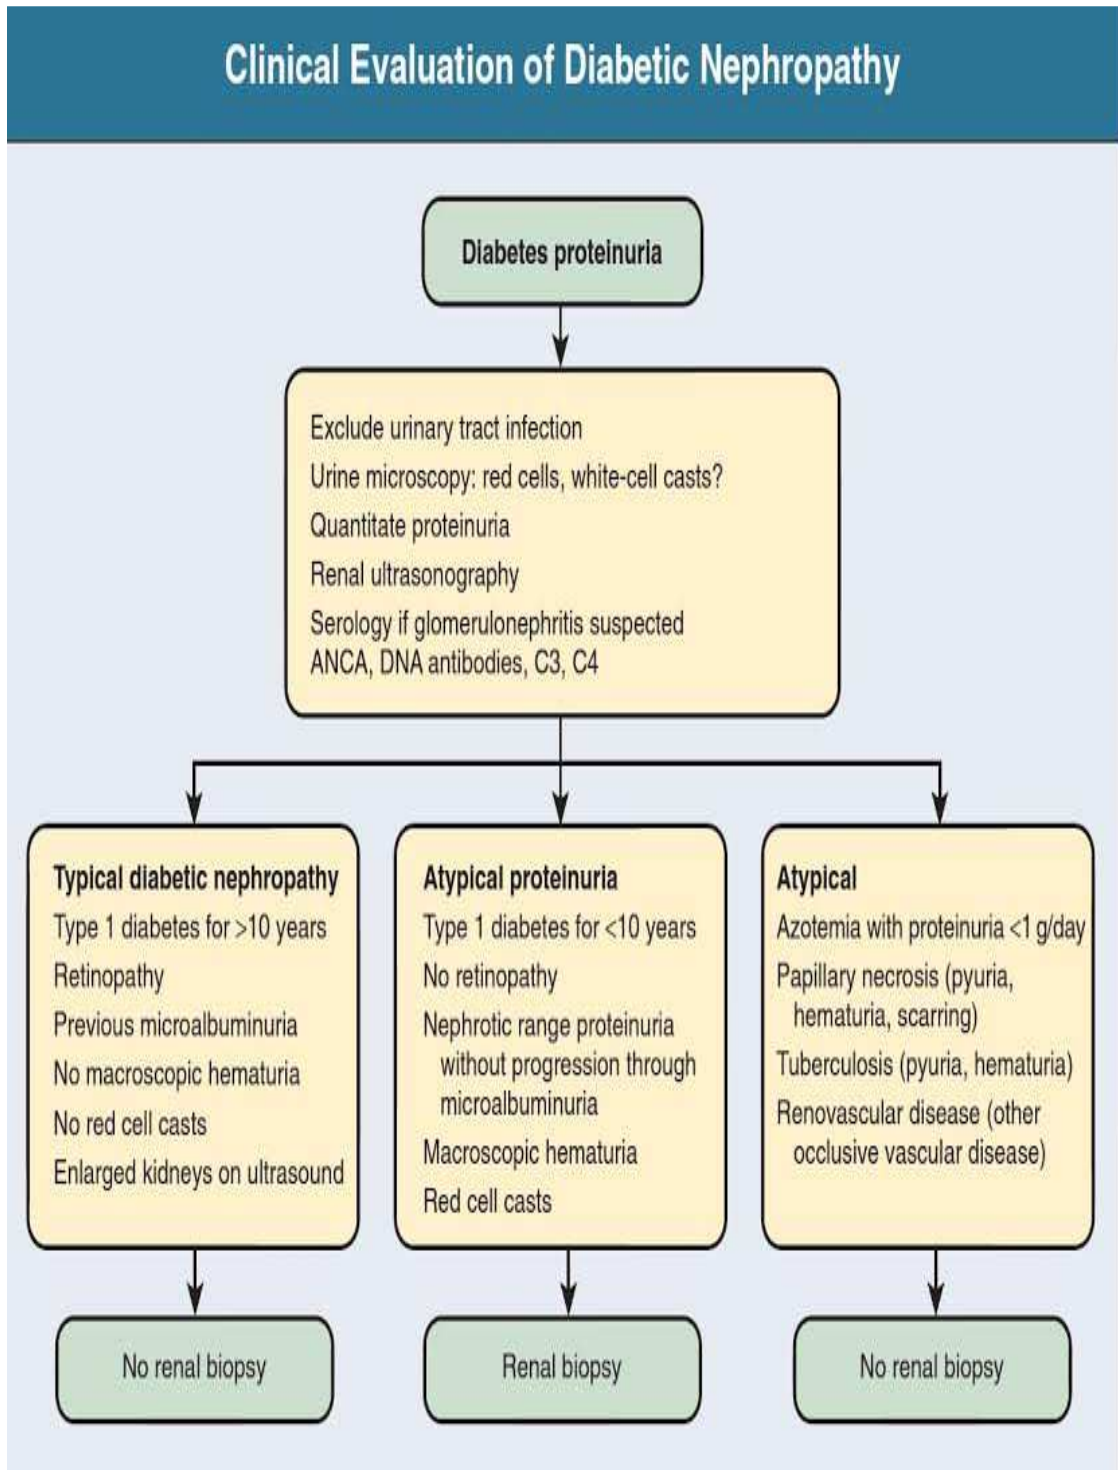 Clinical Evaluation of Diabetic Nephropathy
Diabetes proteinuria
Exclude urinary tract infection
Urine microscopy: red cells, white-cell casts?
Quantitate proteinuria
Renal ultrasonography
Serology if glomerulonephritis suspected
ANCA, DNA antibodies, C3, C4
Typical diabetic nephropathy
Type 1 diabetes for >10 years
Retinopathy
Previous microalbuminuria
No macroscopic hematuria
No red cell casts
Enlarged kidneys on ultrasound
No renal biopsy
Atypical proteinuria
Type 1 diabetes for <10 years
No retinopathy
Nephrotic range proteinuria
without progression through
microalbuminuria
Macroscopic hematuria
Red cell casts
Renal biopsy
Atypical
Azotemia with proteinuria <1 g/day
Papillary necrosis (pyuria,
hematuria, scarring)
Tuberculosis (pyuria, hematuria)
Renovascular disease (other
occlusive vascular disease)
No renal biopsy